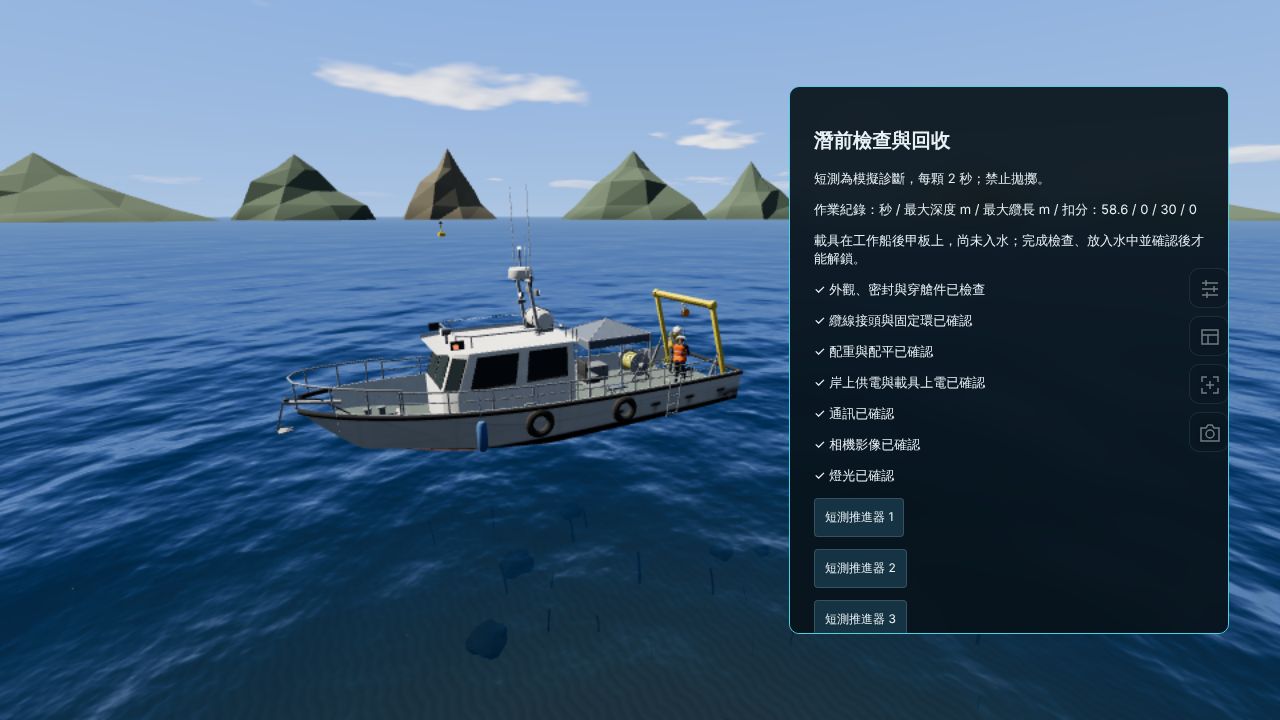 潛前檢查與回收
短測為模擬診斷，每顆 2 秒；禁止拋擲。
作業紀錄：秒 / 最大深度 m / 最大纜長 m / 扣分：58.6 / 0 / 30 / 0
載具在工作船後甲板上，尚未入水；完成檢查、放入水中並確認後才
能解鎖。
✓ 外觀、密封與穿艙件已檢查
✓ 纜線接頭與固定環已確認
✓ 配重與配平已確認
✓ 岸上供電與載具上電已確認
✓ 通訊已確認
✓ 相機影像已確認
✓ 燈光已確認
短測推進器 1
短測推進器 2
短測推進器 3